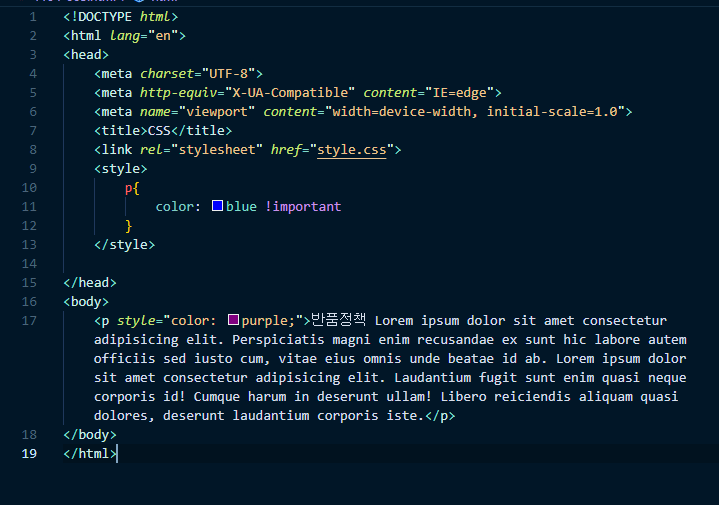 1 <!DOCTYPE html>
2 <html lang="en">
3 <head>
4 <meta charset="UTF-8">
5 <meta http-equiv="X-UA-Compatible" content="IE=edge">
6 <meta name="viewport" content="width=device-width, initial-scale=1.0">
7 <title>CSS</title>
8 <link rel="stylesheet" href="style.css">
9 <style>
10 p{
11 color: blue !important
12 }
13 </style>
14
15 </head>
16 <body>
17 <p style="color: purple;">반품정책 Lorem ipsum dolor sit amet consectetur
adipisicing elit. Perspiciatis magni enim recusandae ex sunt hic labore autem
officiis sed iusto cum, vitae eius omnis unde beatae id ab. Lorem ipsum dolor
sit amet consectetur adipisicing elit. Laudantium fugit sunt enim quasi neque
corporis id! Cumque harum in deserunt ullam! Libero reiciendis aliquam quasi
dolores, deserunt laudantium corporis iste.</p>
18 </body>
19 </html>